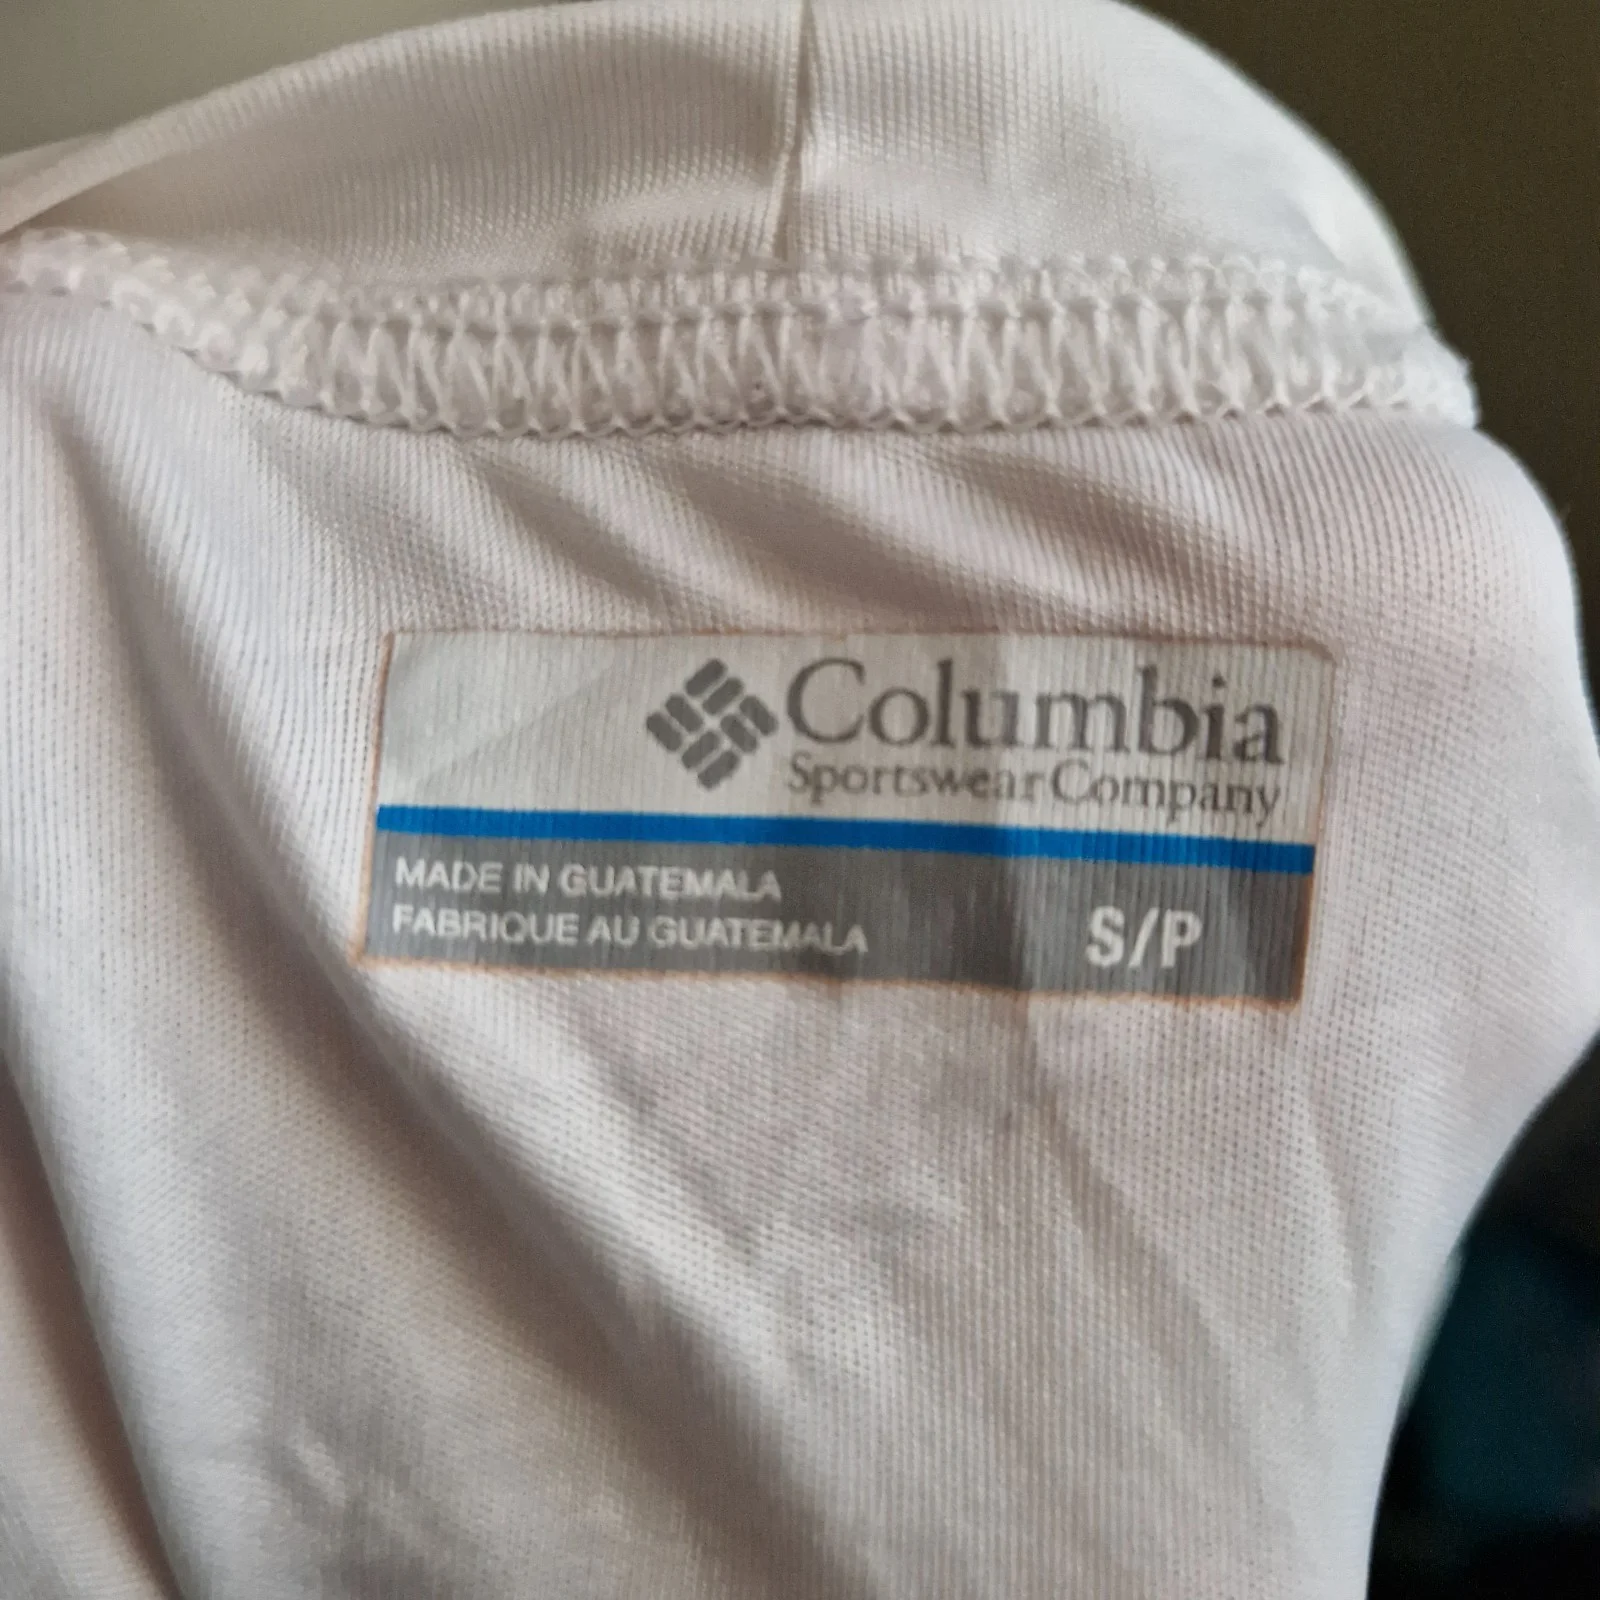 Columbia
Sportswear Company
MADE IN GUATEMALA
FABRIQUE AU GUATEMALA
S/P